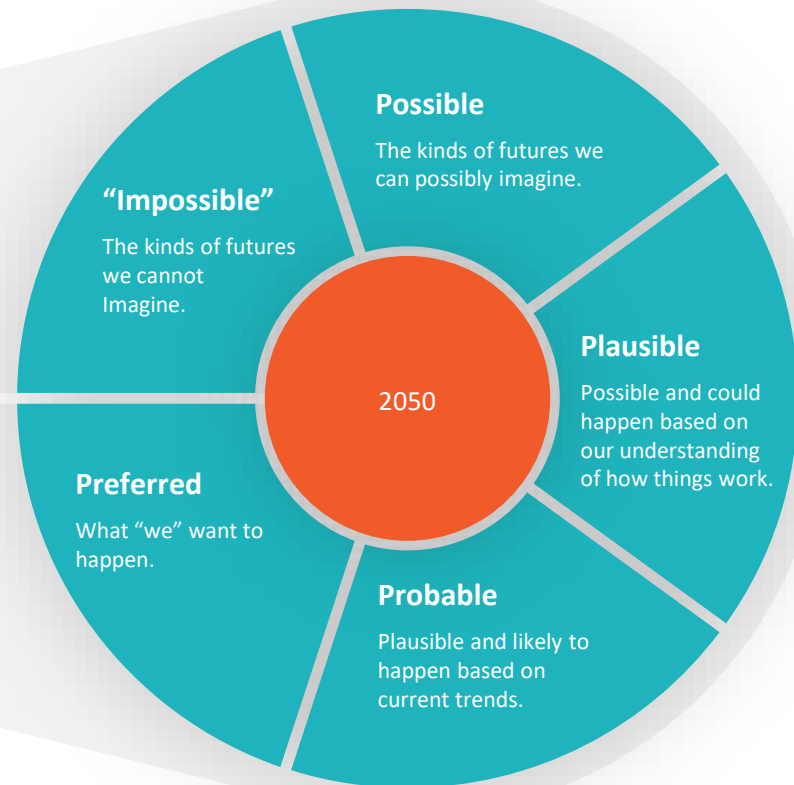 Possible
The kinds of futures we
can possibly imagine.
“Impossible”
The kinds of futures
we cannot
Imagine.
Plausible
Possible and could
happen based on
our understanding
of how things work.
2050
Preferred
What “we” want to
happen.
Probable
Plausible and likely to
happen based on
current trends.